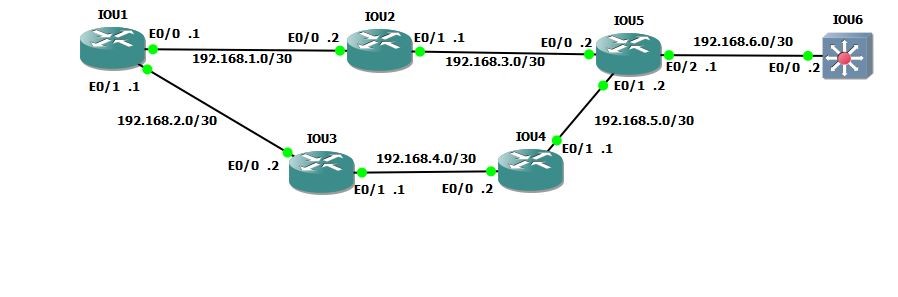 IOU1
E0/0 .1
192.168.1.0/30
E0/1 .1
192.168.2.0/30
IOU2
E0/0 .2
E0/1 .1
192.168.3.0/30
IOU5
E0/0 .2
192.168.6.0/30
E0/2 .1
E0/1 .2
IOU6
E0/0 .2
192.168.5.0/30
IOU3
E0/0 .2
192.168.4.0/30
E0/1 .1
IOU4
E0/1 .1
E0/0 .2